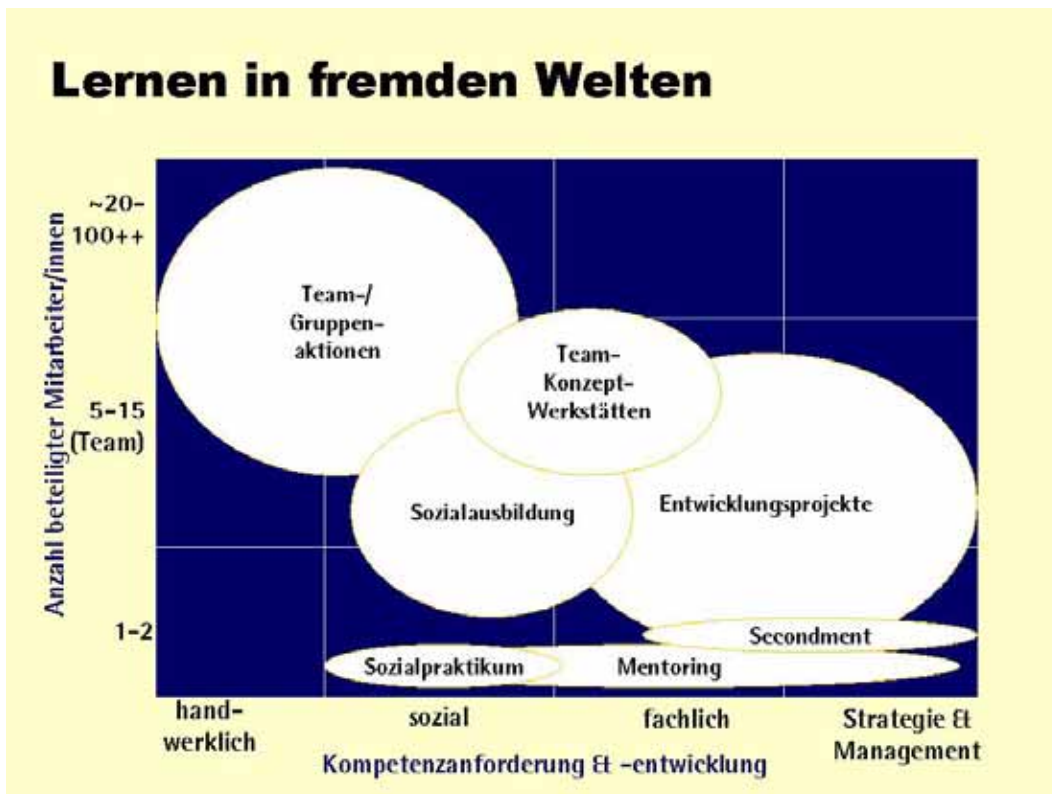 Lernen in fremden Welten
Anzahl beteiligter Mitarbeiter/innen
~20-
100++
5-15
(Team)
1-2
Team-/
Gruppen-
aktionen
Team-
Konzept-
Werkstätten
Sozialausbildung
Entwicklungsprojekte
Secondment
Sozialpraktikum
Mentoring
hand-
werklich
sozial
fachlich
Strategie &
Management
Kompetenzanforderung & -entwicklung